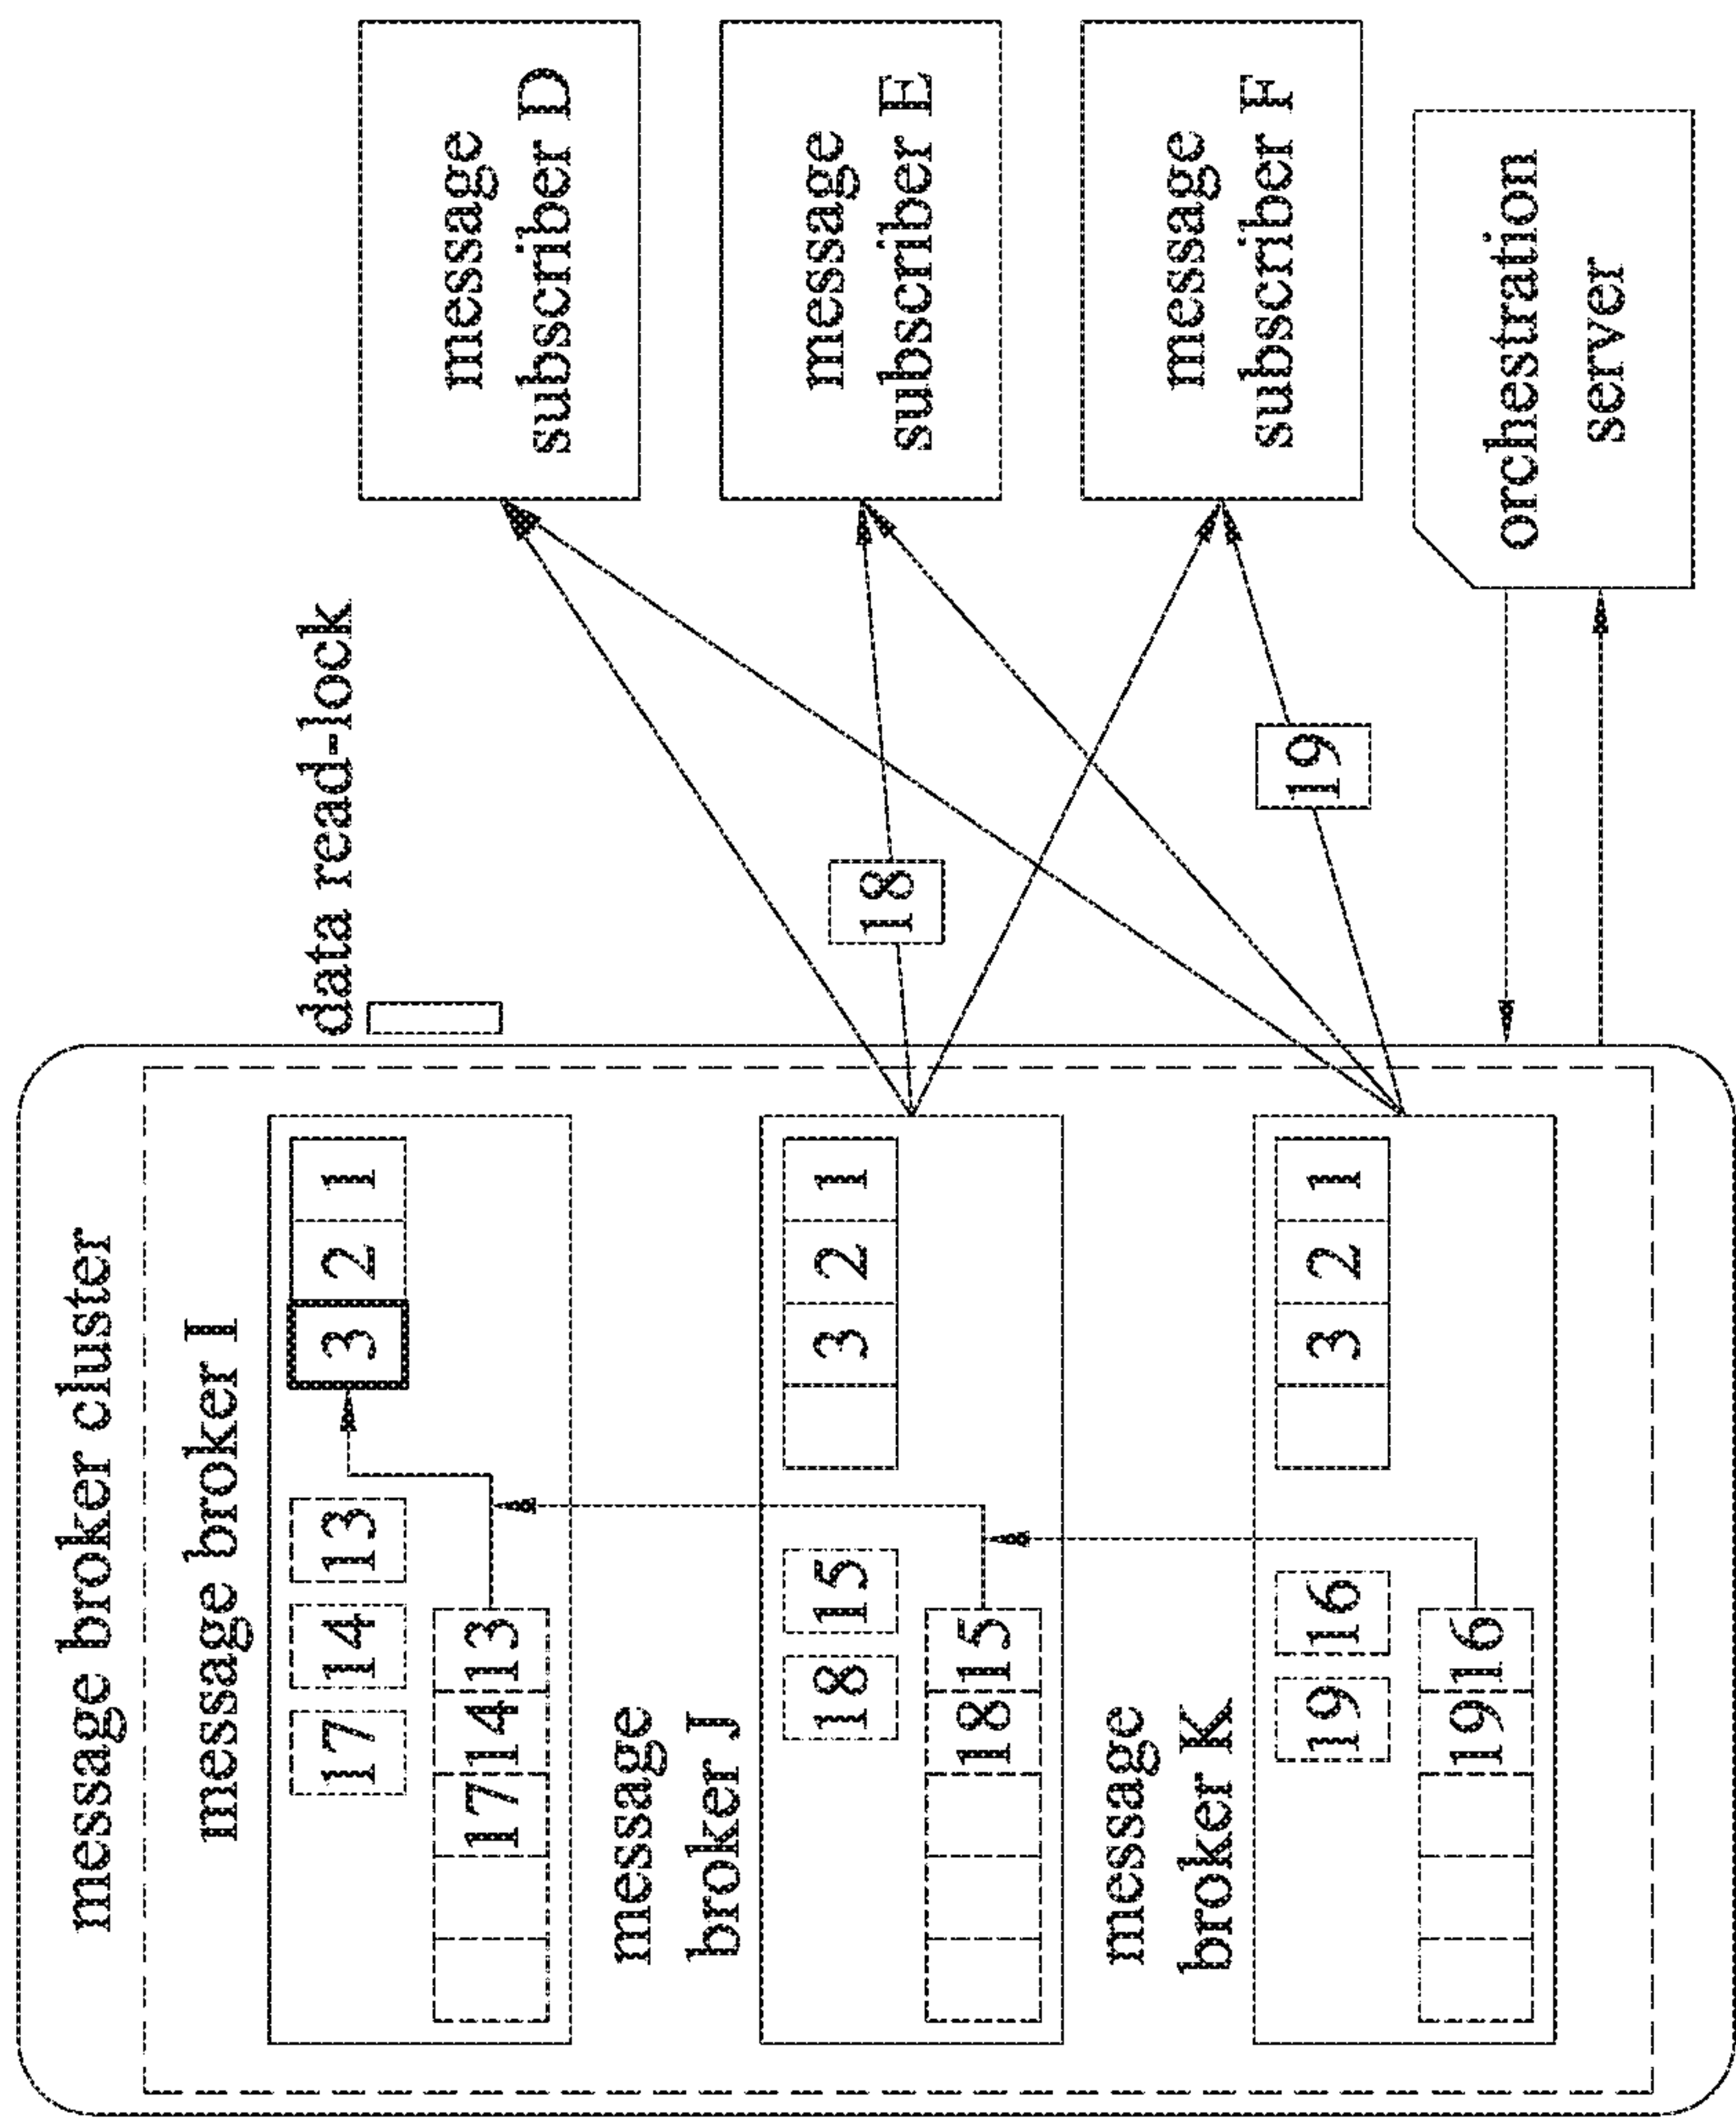 message broker cluster
message broker I
data read-lock
17
14
13
3
2
1
17
14
13
message
broker J
18
15
3
2
1
18
15
message
broker K
19
16
3
2
1
19
16
18
19
message
subscriber D
message
subscriber E
message
subscriber F
orchestration
server